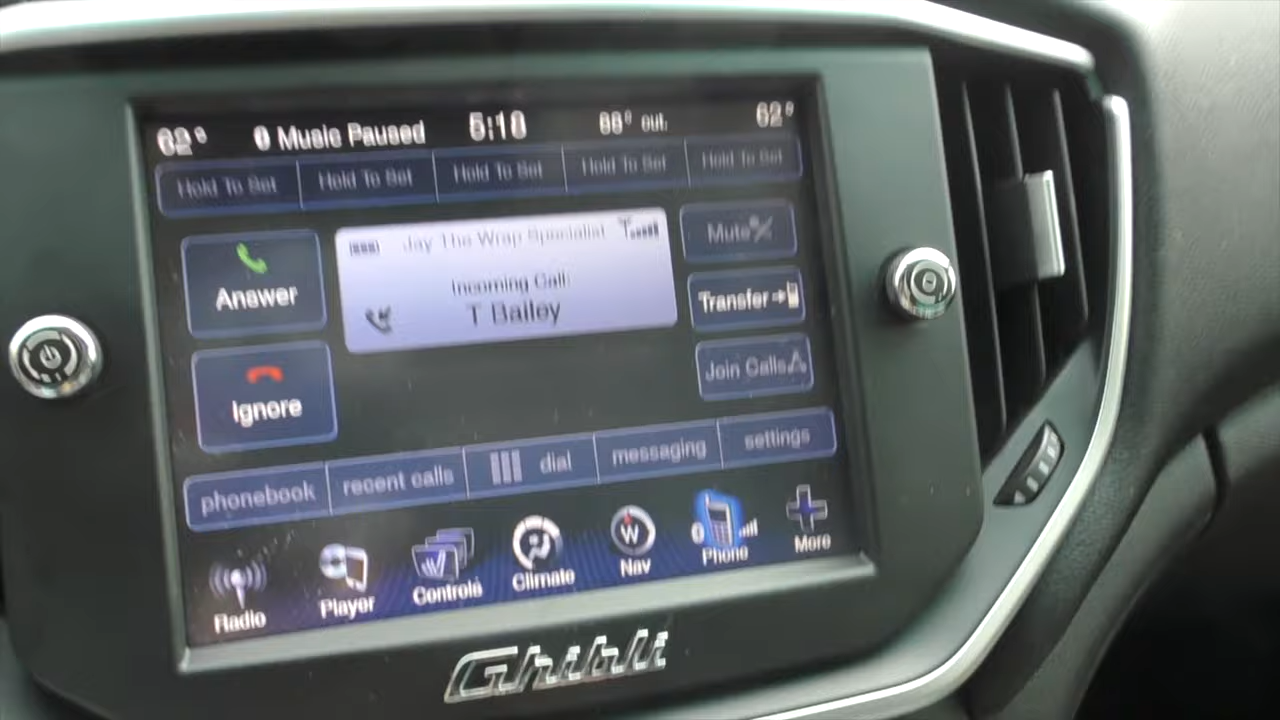 62° Music Paused 5:18 88° out. 62°
Hold To Set Hold To Set Hold To Set Hold To Set Hold To Set
Jay The Wrap Specialist
Answer
Incoming Call:
T Bailey
Mute
Transfer
Join Calls
Ignore
phonebook recent calls dial messaging settings
Radio Player Controls Climate W Nav Phone More
Ghibli